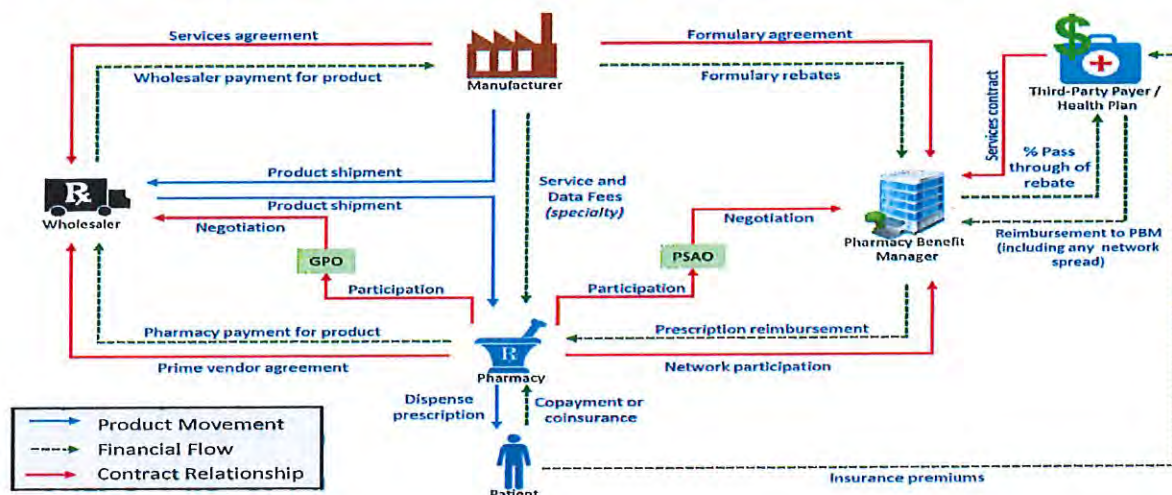 Services agreement
Formulary agreement
Wholesaler payment for product
Manufacturer
Formulary rebates
$
Third-Party Payer /
Health Plan
Services contract
% Pass
through of
rebate
Product shipment
Rx
Wholesaler
Product shipment
Service and
Data Fees
(specialty)
Negotiation
Negotiation
Pharmacy Benefit
Manager
Reimbursement to PBM
(including any network
spread)
GPO
PSAO
Participation
Participation
Pharmacy payment for product
Prescription reimbursement
R
Prime vendor agreement
Pharmacy
Network participation
Dispense
prescription
Copayment or
coinsurance
Product Movement
Financial Flow
Contract Relationship
Patient
Insurance premiums